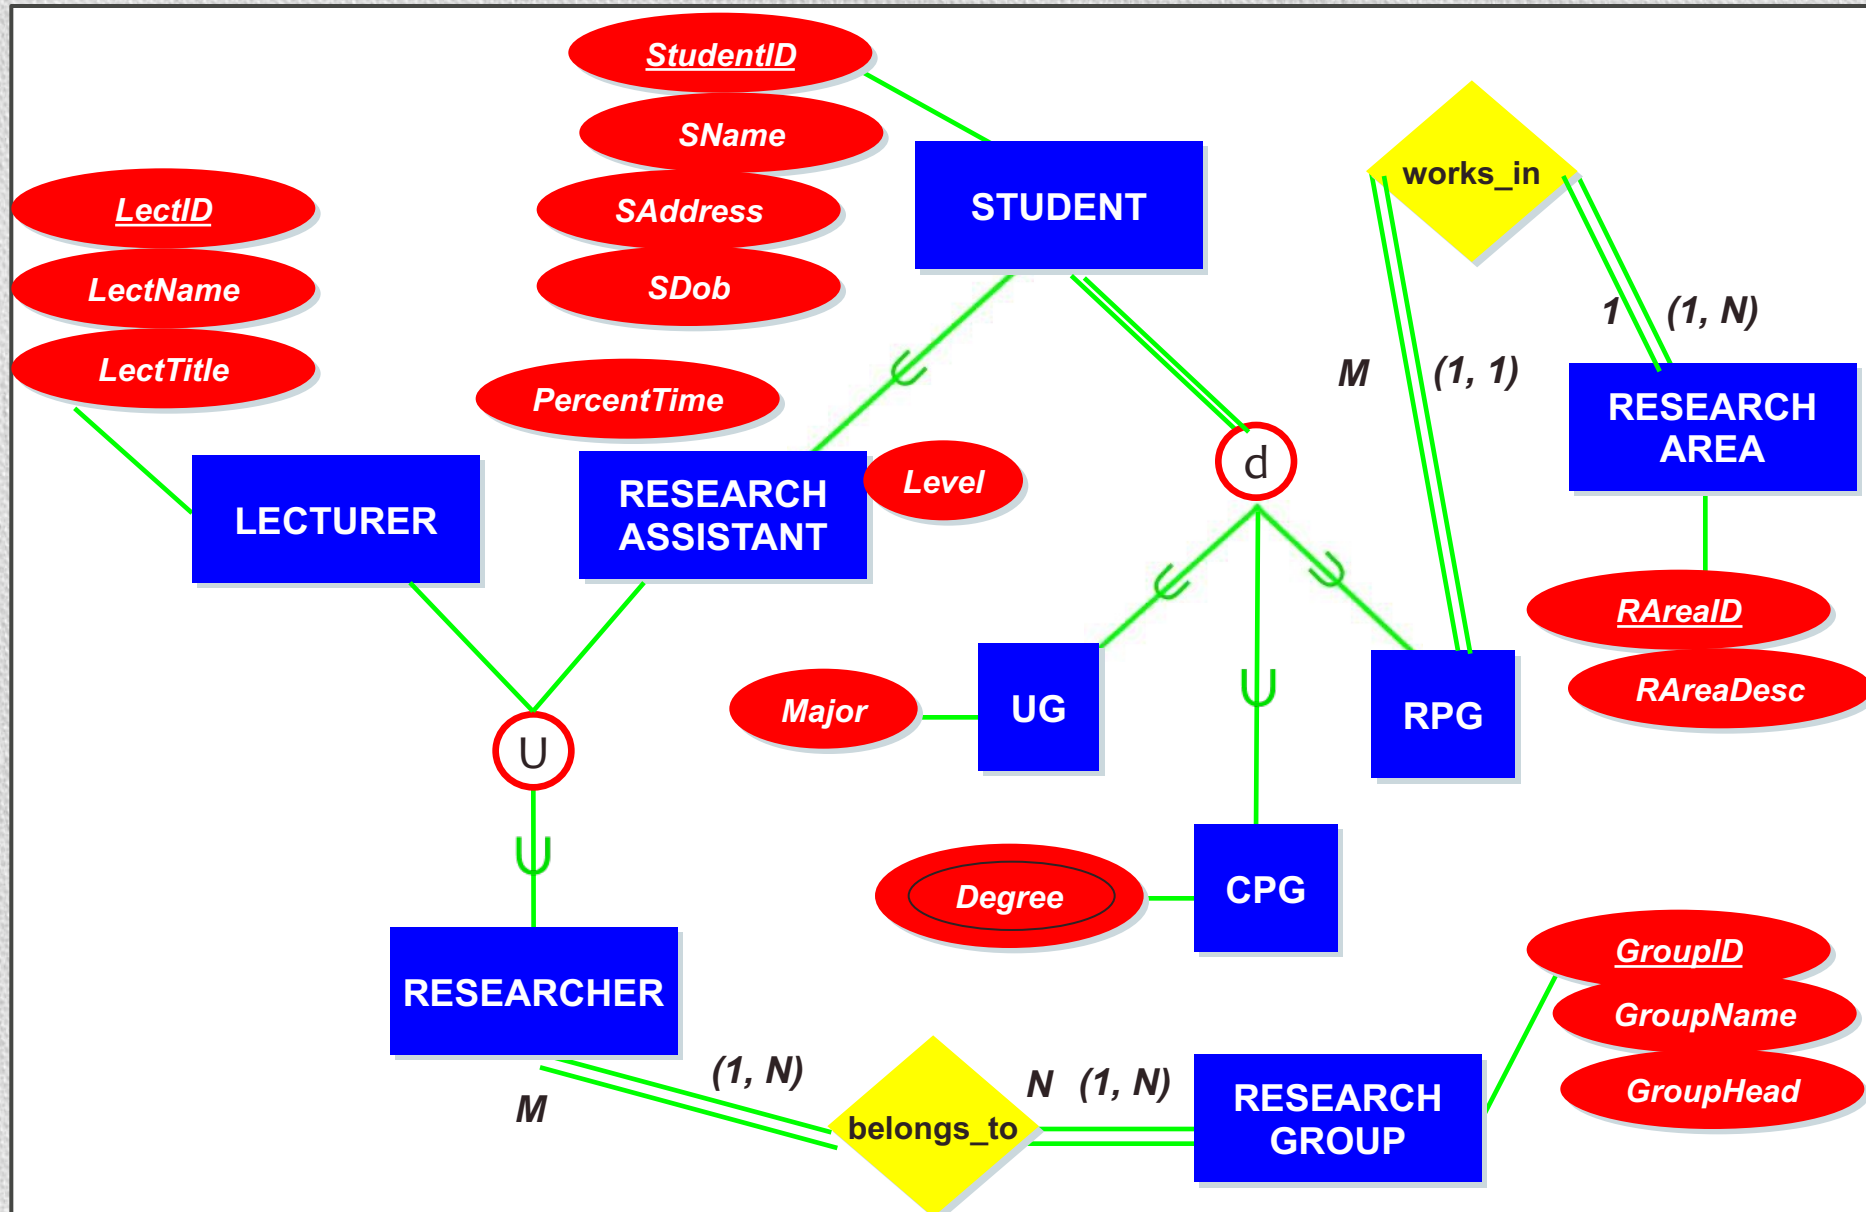 StudentID
SName
SAddress
SDob
STUDENT
works_in
LectID
LectName
LectTitle
1 (1, N)
M (1, 1)
PercentTime
RESEARCH
ASSISTANT
Level
LECTURER
d
RESEARCH
AREA
RAreaID
RAreaDesc
Major
UG
RPG
U
Degree
CPG
RESEARCHER
GroupID
GroupName
GroupHead
M
(1, N)
belongs_to
N (1, N)
RESEARCH
GROUP